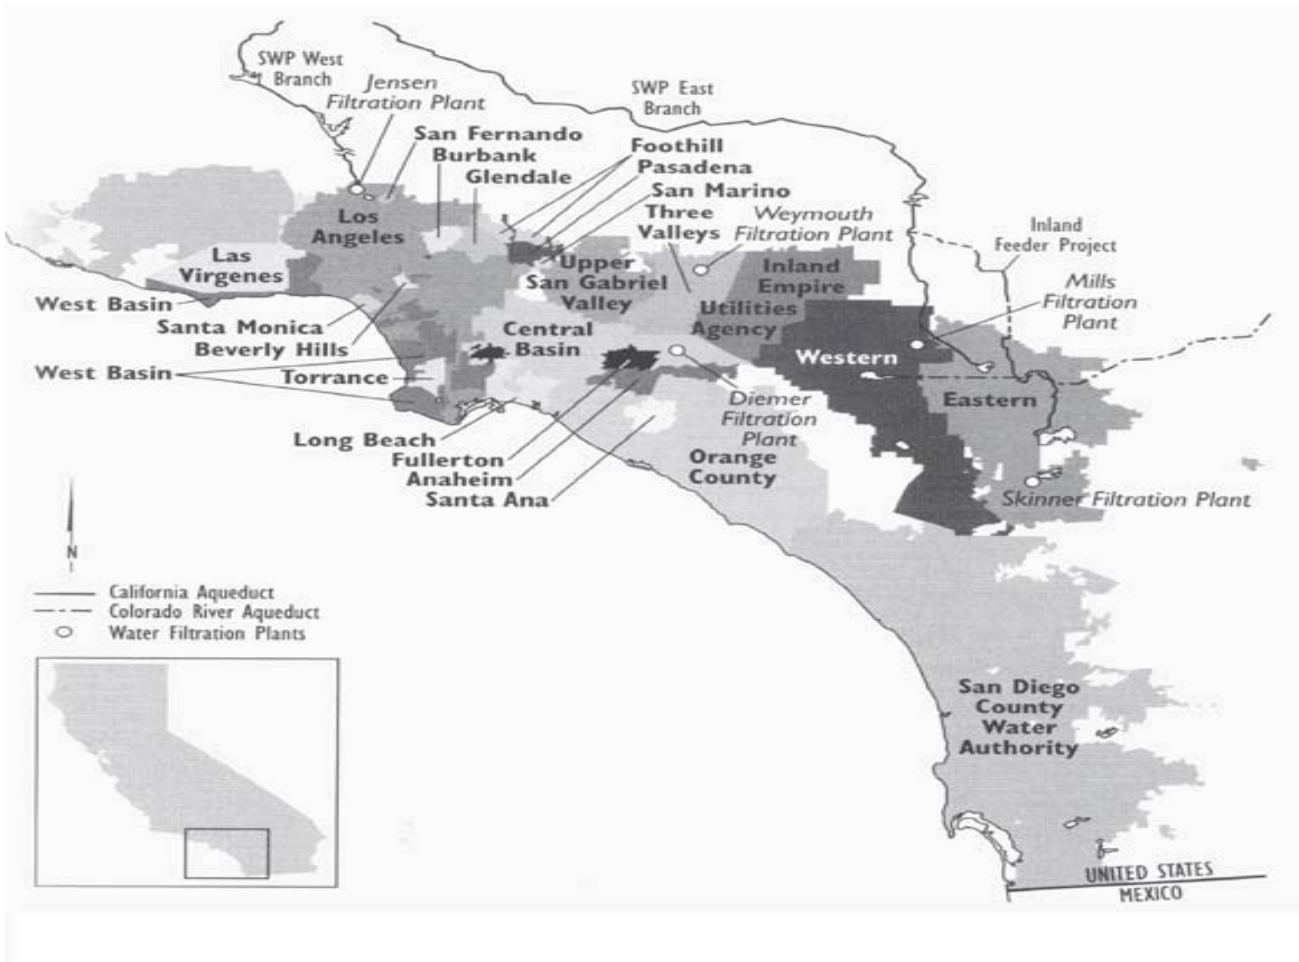 SWP West
Branch
Jensen
Filtration Plant
SWP East
Branch
San Fernando
Burbank
Glendale
Foothill
Pasadena
San Marino
Three
Valleys
Weymouth
Filtration Plant
Inland
Feeder Project
Los
Angeles
Las
Virgenes
Upper
San Gabriel
Valley
Inland
Empire
Utilities
Agency
Mills
Filtration
Plant
West Basin
Santa Monica
Beverly Hills
West Basin
Torrance
Central
Basin
Western
Eastern
Diemer
Filtration
Plant
Long Beach
Fullerton
Anaheim
Santa Ana
Orange
County
Skinner Filtration Plant
N
California Aqueduct
Colorado River Aqueduct
Water Filtration Plants
San Diego
County
Water
Authority
UNITED STATES
MEXICO